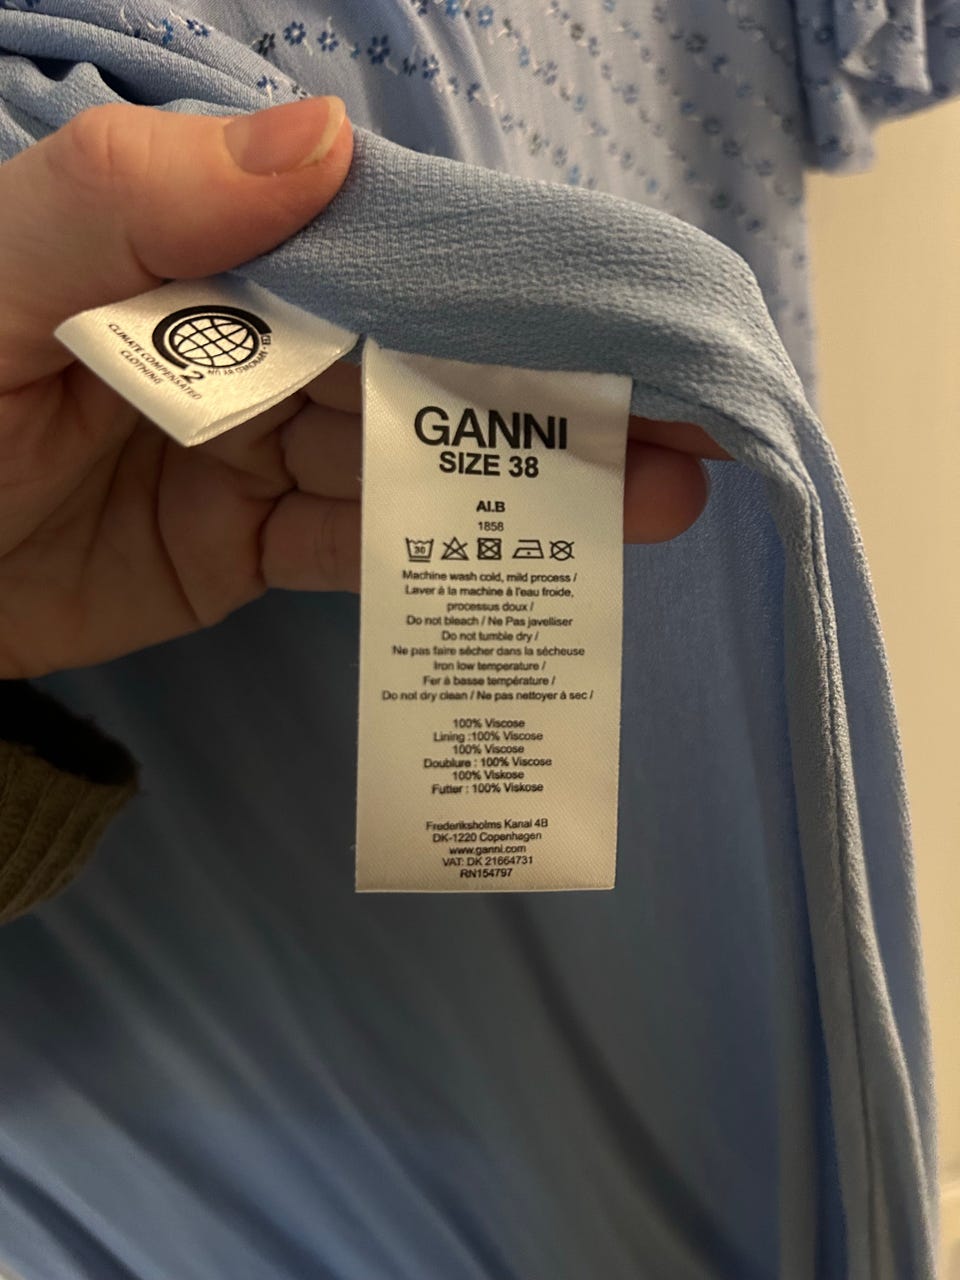 CLIMATE COMPENSATED
CLOTHING
2
GANNI
SIZE 38
AI.B
1858
30
Machine wash cold, mild process /
Laver à la machine à l'eau froide,
processus doux /
Do not bleach / Ne Pas javelliser
Do not tumble dry /
Ne pas faire sécher dans la sécheuse
Iron low temperature /
Fer à basse température /
Do not dry clean / Ne pas nettoyer à sec /
100% Viscose
Lining :100% Viscose
100% Viscose
Doublure : 100% Viscose
100% Viskose
Futter : 100% Viskose
Frederiksholms Kanal 4B
DK-1220 Copenhagen
www.ganni.com
VAT: DK 21664731
RN154797